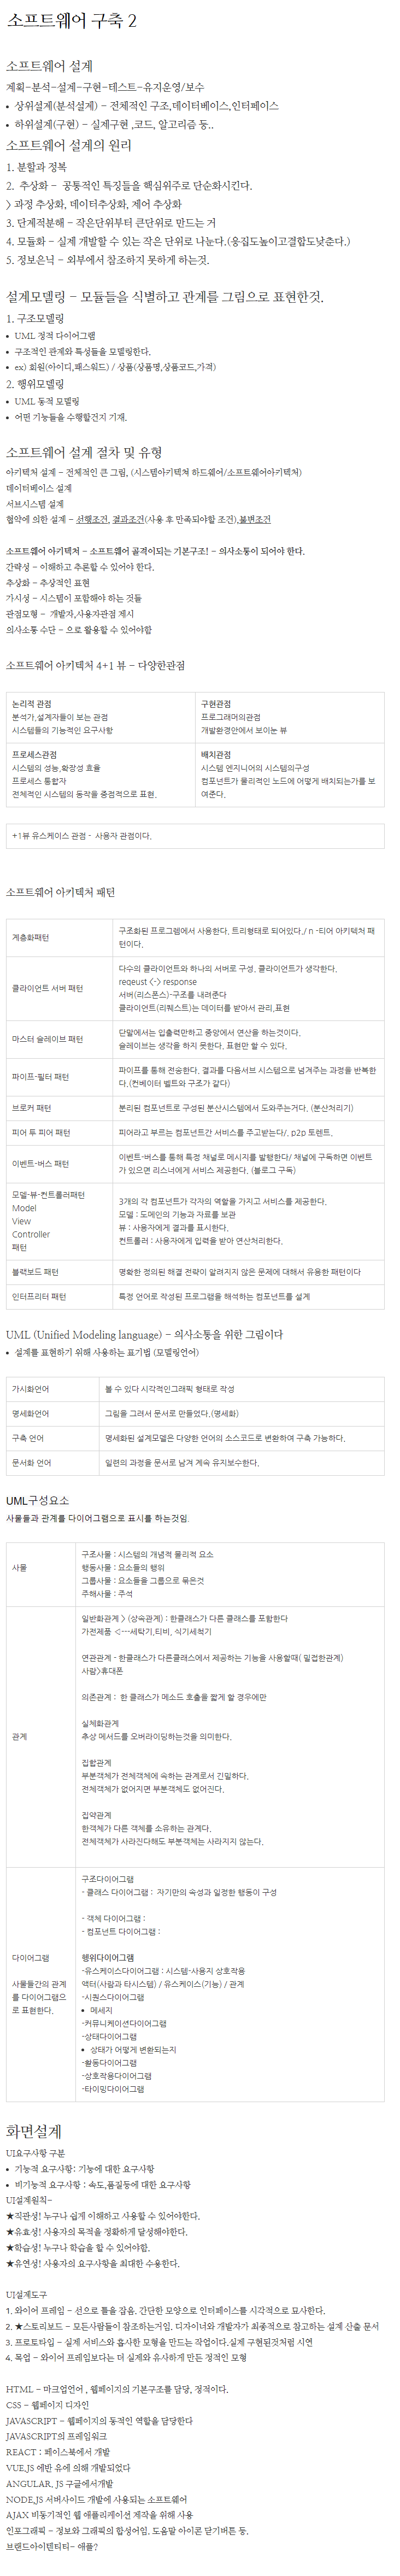 소프트웨어 구축 2
소프트웨어 설계
계획-분석-설계-구현-테스트-유지운영/보수
• 상위설계(분석설계) - 전체적인 구조,데이터베이스,인터페이스
• 하위설계(구현) - 실제구현 ,코드, 알고리즘 등..
소프트웨어 설계의 원리
1. 분할과 정복
2. 추상화 - 공통적인 특징들을 핵심위주로 단순화시킨다.
> 과정 추상화, 데이터추상화, 제어 추상화
3. 단계적분해 - 작은단위부터 큰단위로 만드는 거
4. 모듈화 - 실제 개발할 수 있는 작은 단위로 나눈다.(응집도높이고결합도낮춘다.)
5. 정보은닉 - 외부에서 참조하지 못하게 하는것.
설계모델링 - 모듈들을 식별하고 관계를 그림으로 표현한것.
1. 구조모델링
• UML 정적 다이어그램
• 구조적인 관계와 특성들을 모델링한다.
• ex) 회원(아이디,패스워드) / 상품(상품명,상품코드,가격)
2. 행위모델링
• UML 동적 모델링
• 어떤 기능들을 수행할건지 기재.
소프트웨어 설계 절차 및 유형
아키텍처 설계 - 전체적인 큰 그림, (시스템아키텍쳐 하드웨어/소프트웨어아키텍처)
데이터베이스 설계
서브시스템 설계
협약에 의한 설계 - 선행조건, 결과조건(사용 후 만족되야할 조건),불변조건
소프트웨어 아키텍처 - 소프트웨어 골격이되는 기본구조! - 의사소통이 되어야 한다.
간략성 - 이해하고 추론할 수 있어야 한다.
추상화 - 추상적인 표현
가시성 - 시스템이 포함해야 하는 것들
관점모형 - 개발자,사용자관점 제시
의사소통 수단 - 으로 활용할 수 있어야함
소프트웨어 아키텍처 4+1 뷰 - 다양한관점
논리적 관점
분석가,설계자들이 보는 관점
시스템들의 기능적인 요구사항
구현관점
프로그래머의관점
개발환경안에서 보이는 뷰
프로세스관점
시스템의 성능,확장성 효율
프로세스 통합자
전체적인 시스템의 동작을 중점적으로 표현.
배치관점
시스템 엔지니어의 시스템의구성
컴포넌트가 물리적인 노드에 어떻게 배치되는가를 보
여준다.
+1뷰 유스케이스 관점 - 사용자 관점이다.
소프트웨어 아키텍처 패턴
계층화패턴
구조화된 프로그램에서 사용한다. 트리형태로 되어있다./ n -티어 아키텍처 패
턴이다.
클라이언트 서버 패턴
다수의 클라이언트와 하나의 서버로 구성, 클라이언트가 생각한다.
reqeust <-> response
서버(리스폰스)-구조를 내려준다
클라이언트(리퀘스트)는 데이터를 받아서 관리,표현
마스터 슬레이브 패턴
단말에서는 입출력만하고 중앙에서 연산을 하는것이다.
슬레이브는 생각을 하지 못한다. 표현만 할 수 있다.
파이프-필터 패턴
파이프를 통해 전송한다. 결과를 다음서브 시스템으로 넘겨주는 과정을 반복한
다.(컨베이터 벨트와 구조가 같다)
브로커 패턴
분리된 컴포넌트로 구성된 분산시스템에서 도와주는거다. (분산처리기)
피어 투 피어 패턴
피어라고 부르는 컴포넌트간 서비스를 주고받는다/. p2p 토렌트.
이벤트-버스 패턴
이벤트-버스를 통해 특정 채널로 메시지를 발행한다/ 채널에 구독하면 이벤트
가 있으면 리스너에게 서비스 제공한다. (블로그 구독)
모델-뷰-컨트롤러패턴
Model
View
Controller
패턴
3개의 각 컴포넌트가 각자의 역할을 가지고 서비스를 제공한다.
모델 : 도메인의 기능과 자료를 보관
뷰 : 사용자에게 결과를 표시한다.
컨트롤러 : 사용자에게 입력을 받아 연산처리한다.
블랙보드 패턴
명확한 정의된 해결 전략이 알려지지 않은 문제에 대해서 유용한 패턴이다
인터프리터 패턴
특정 언어로 작성된 프로그램을 해석하는 컴포넌트를 설계
UML (Unified Modeling language) - 의사소통을 위한 그림이다
• 설계를 표현하기 위해 사용하는 표기법 (모델링언어)
가시화언어
볼 수 있다 시각적인그래픽 형태로 작성
명세화언어
그림을 그려서 문서로 만들었다.(명세화)
구축 언어
명세화된 설계모델은 다양한 언어의 소스코드로 변환하여 구축 가능하다.
문서화 언어
일련의 과정을 문서로 남겨 계속 유지보수한다.
UML구성요소
사물들과 관계를 다이어그램으로 표시를 하는것임.
사물
구조사물 : 시스템의 개념적 물리적 요소
행동사물 : 요소들의 행위
그룹사물 : 요소들을 그룹으로 묶은것
주해사물 : 주석
관계
일반화관계 > (상속관계) : 한클래스가 다른 클래스를 포함한다
가전제품 <---세탁기,티비, 식기세척기
연관관계 - 한클래스가 다른클래스에서 제공하는 기능을 사용할때( 밀접한관계)
사람>휴대폰
의존관계 : 한 클래스가 메소드 호출을 짧게 할 경우에만
실체화관계
추상 메서드를 오버라이딩하는것을 의미한다.
집합관계
부분객체가 전체객체에 속하는 관계로서 긴밀하다.
전체객체가 없어지면 부분객체도 없어진다.
집약관계
한객체가 다른 객체를 소유하는 관계다.
전체객체가 사라진다해도 부분객체는 사라지지 않는다.
다이어그램
사물들간의 관계
를 다이어그램으
로 표현한다.
구조다이어그램
- 클래스 다이어그램 : 자기만의 속성과 일정한 행동이 구성
- 객체 다이어그램 :
- 컴포넌트 다이어그램 :
행위다이어그램
-유스케이스다이어그램 : 시스템-사용지 상호작용
액터(사람과 타시스템) / 유스케이스(기능) / 관계
-시퀀스다이어그램
• 메세지
-커뮤니케이션다이어그램
-상태다이어그램
• 상태가 어떻게 변환되는지
-활동다이어그램
-상호작용다이어그램
-타이밍다이어그램
화면설계
UI요구사항 구분
• 기능적 요구사항: 기능에 대한 요구사항
• 비기능적 요구사항 : 속도,품질등에 대한 요구사항
UI설계원칙-
★직관성! 누구나 쉽게 이해하고 사용할 수 있어야한다.
★유효성! 사용자의 목적을 정확하게 달성해야한다.
★학습성! 누구나 학습을 할 수 있어야함.
★유연성! 사용자의 요구사항을 최대한 수용한다.
UI설계도구
1. 와이어 프레임 - 선으로 틀을 잡음. 간단한 모양으로 인터페이스를 시각적으로 묘사한다.
2. ★스토리보드 - 모든사람들이 참조하는거임. 디자이너와 개발자가 최종적으로 참고하는 설계 산출 문서
3. 프로토타입 - 실제 서비스와 흡사한 모형을 만드는 작업이다.실제 구현된것처럼 시연
4. 목업 - 와이어 프레임보다는 더 실제와 유사하게 만든 정적인 모형
HTML - 마크업언어 , 웹페이지의 기본구조를 담당, 정적이다.
CSS - 웹페이지 디자인
JAVASCRIPT - 웹페이지의 동적인 역할을 담당한다
JAVASCRIPT의 프레임워크
REACT : 페이스북에서 개발
VUE.JS 에반 유에 의해 개발되었다
ANGULAR. JS 구글에서개발
NODE.JS 서버사이드 개발에 사용되는 소프트웨어
AJAX 비동기적인 웹 애플리케이션 제작을 위해 사용
인포그래픽 - 정보와 그래픽의 합성어임. 도움말 아이콘 닫기버튼 등.
브랜드아이텐티티- 애플?